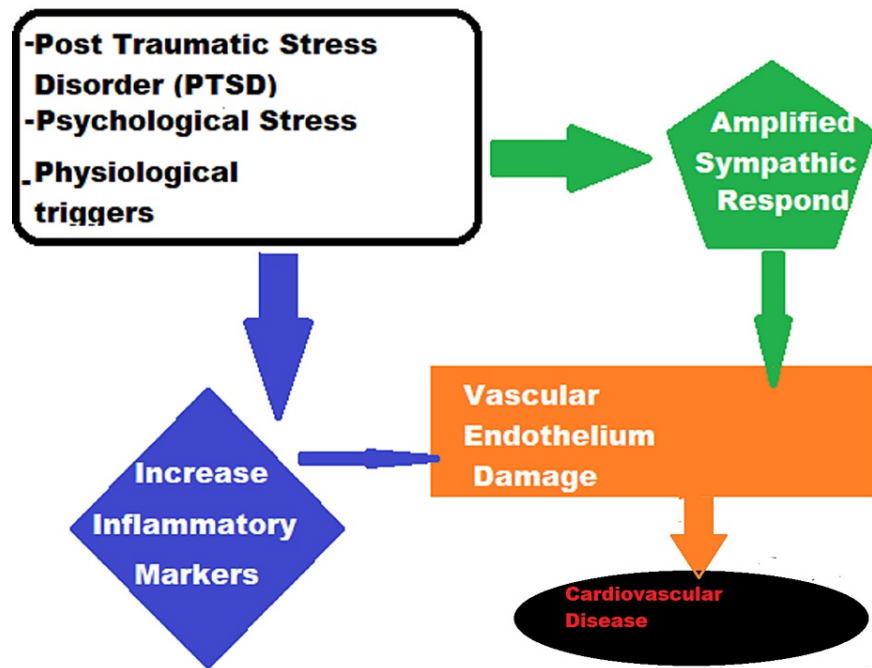 -Post Traumatic Stress
Disorder (PTSD)
-Psychological Stress
-Physiological
triggers
Amplified
Sympathic
Respond
Vascular
Endothelium
Damage
Increase
Inflammatory
Markers
Cardiovascular
Disease